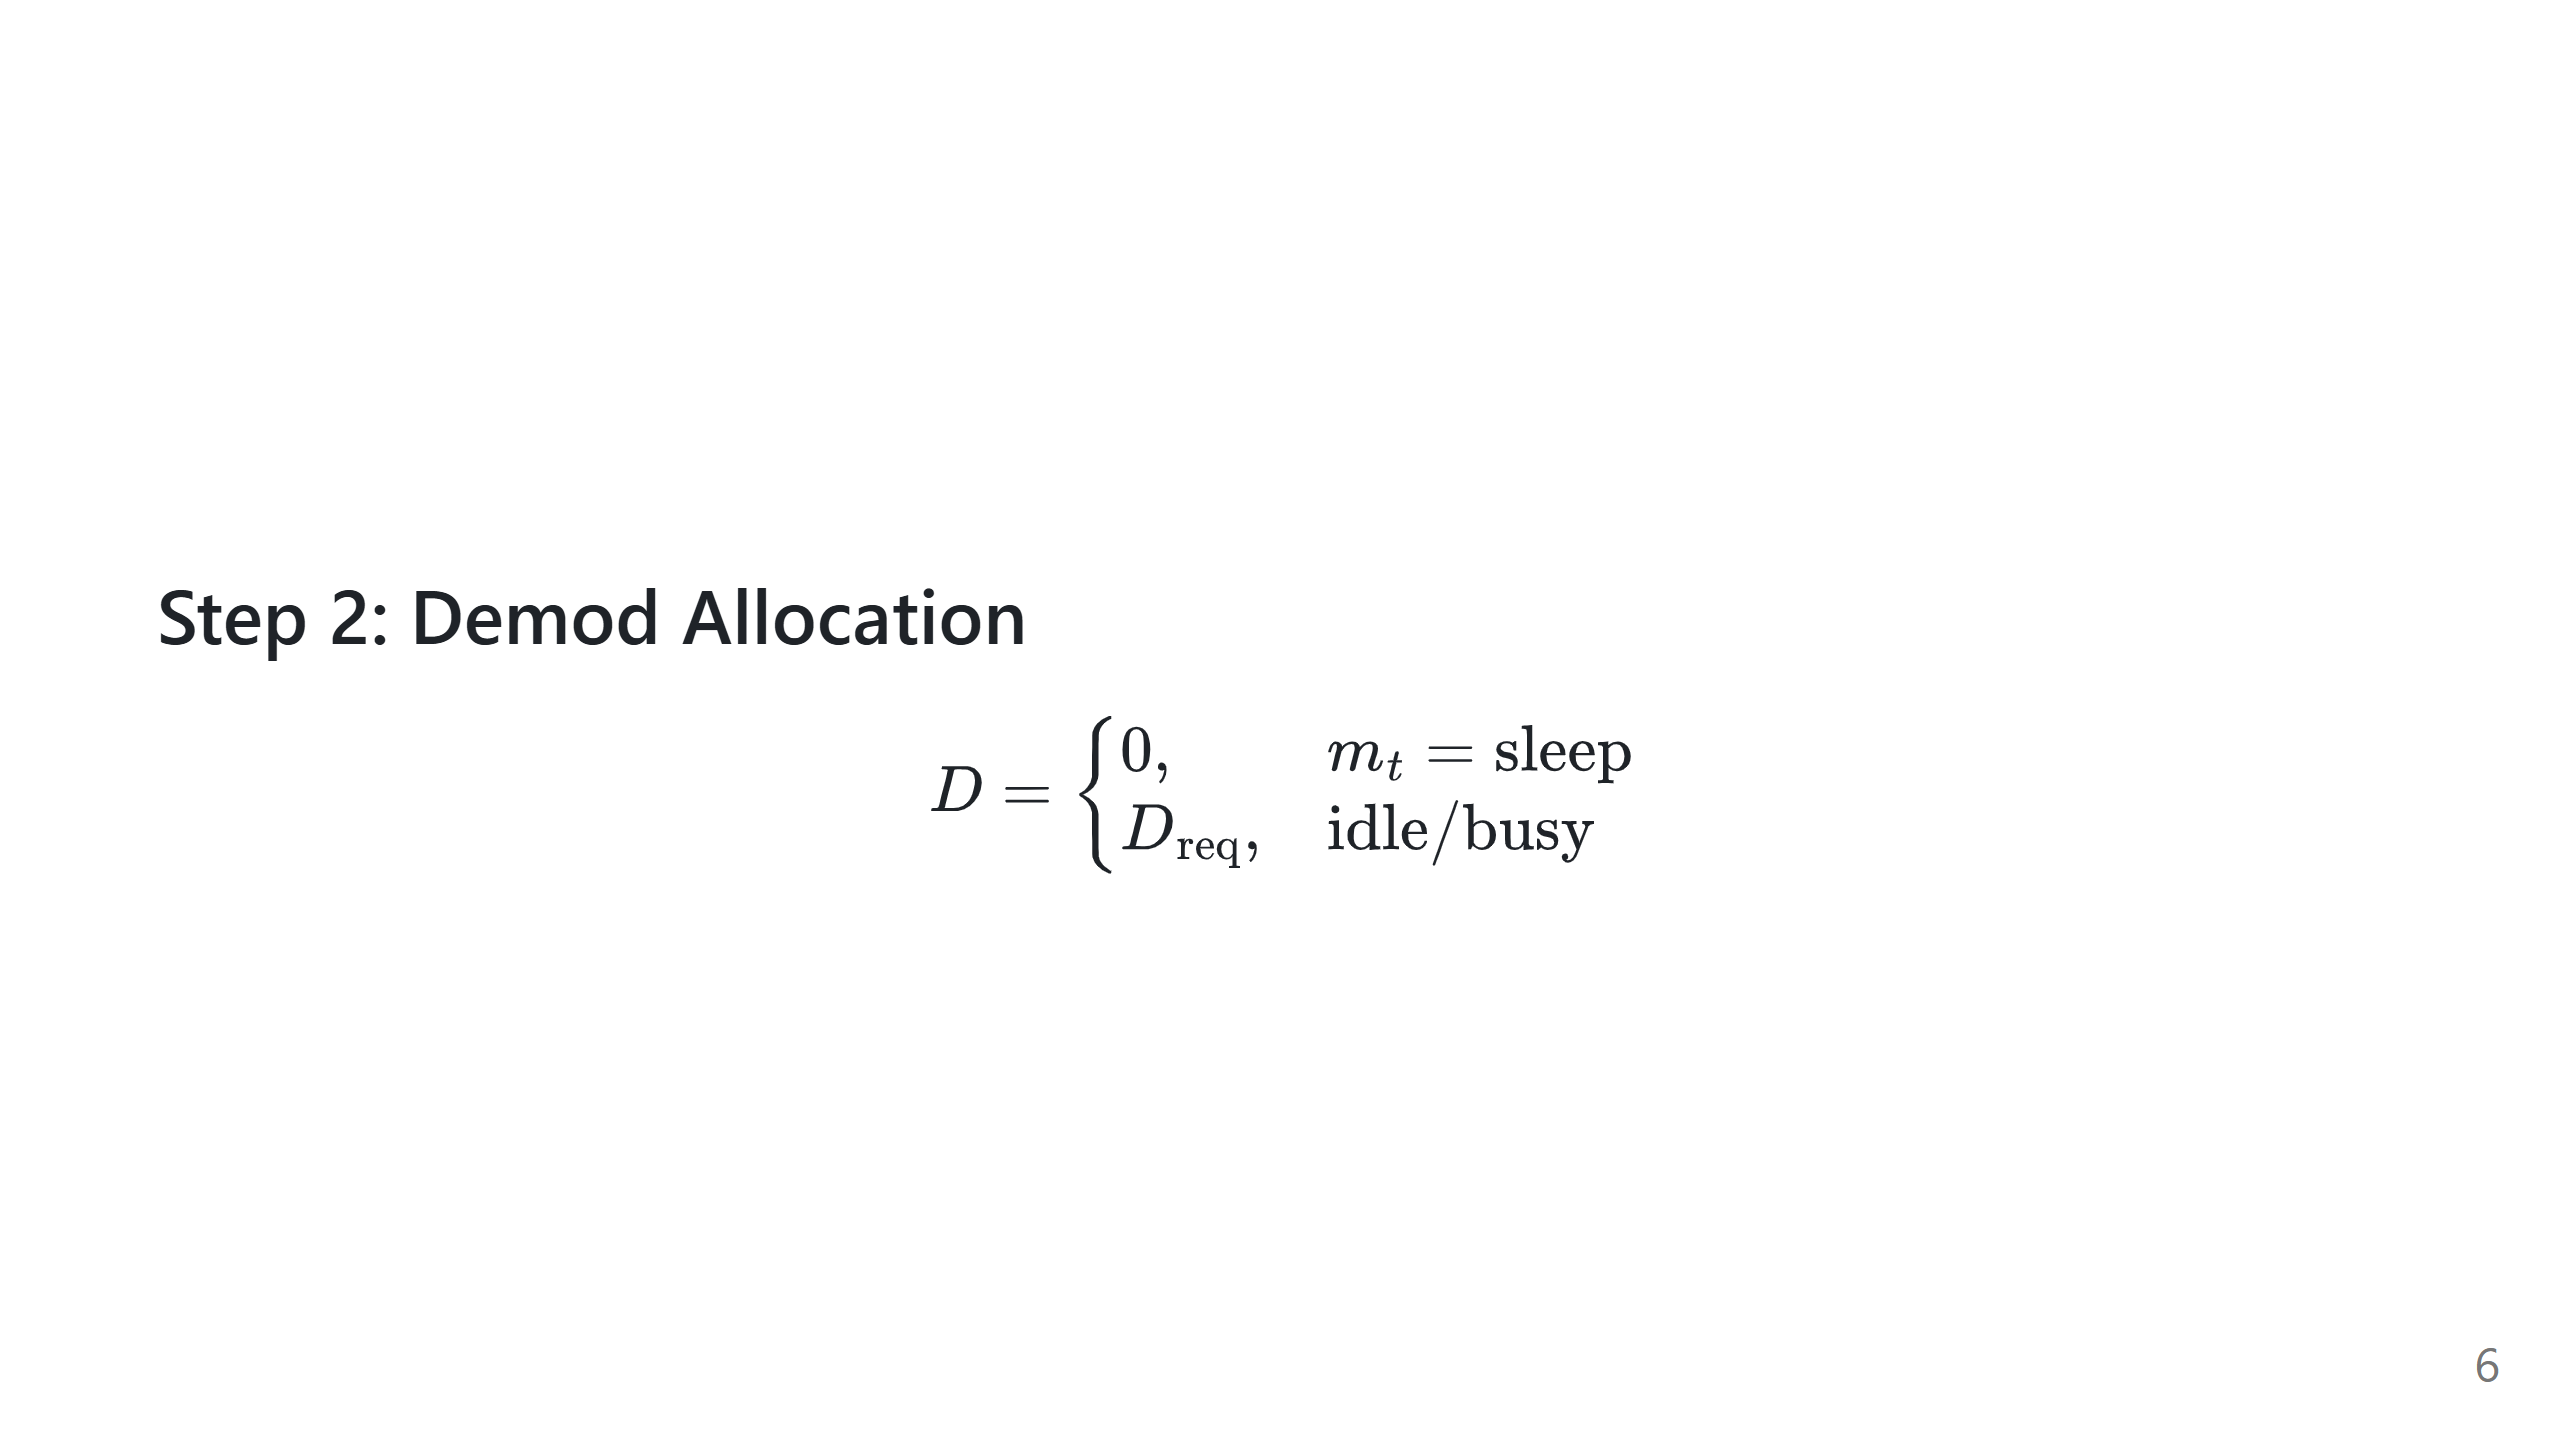 Step 2: Demod Allocation
D = { 0, m_t = sleep
D_req, idle/busy
6